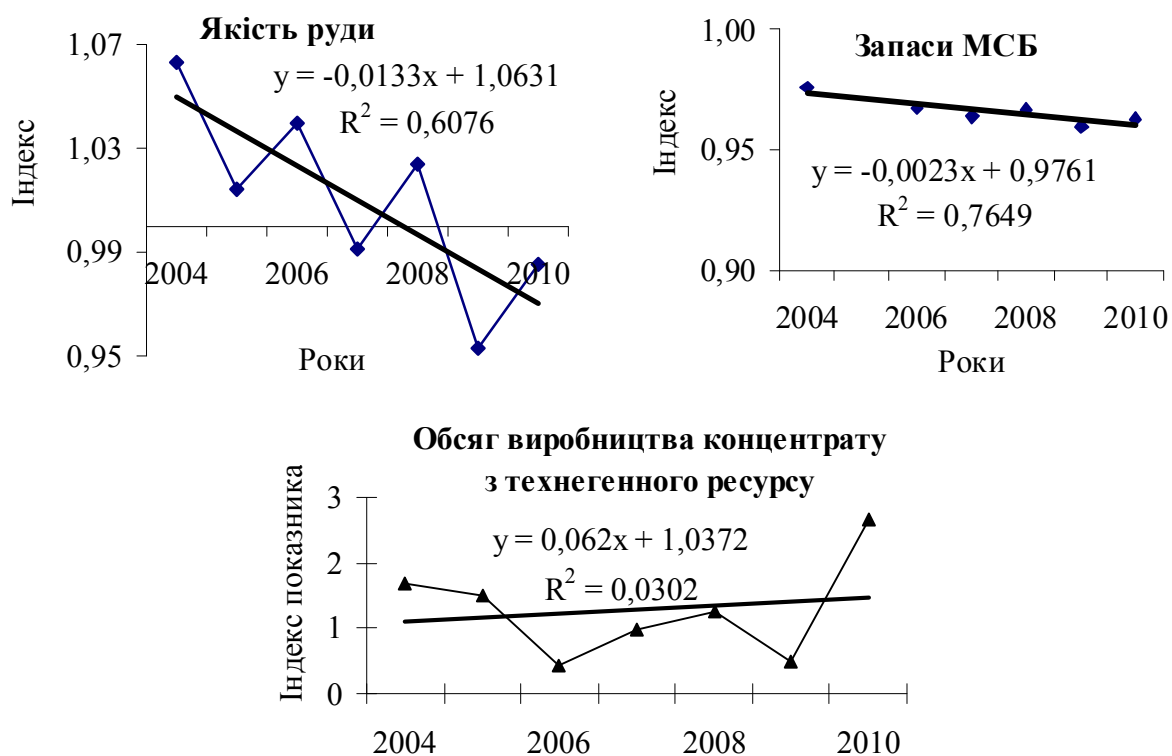 Якість руди
y = -0,0133x + 1,0631
R² = 0,6076
Індекс
1,07
1,03
0,99
0,95
2004 2006 2008 2010
Роки
Запаси МСБ
y = -0,0023x + 0,9761
R² = 0,7649
Індекс
1,00
0,95
0,90
2004 2006 2008 2010
Роки
Обсяг виробництва концентрату
з технегенного ресурсу
y = 0,062x + 1,0372
R² = 0,0302
Індекс показника
3
2
1
0
2004 2006 2008 2010